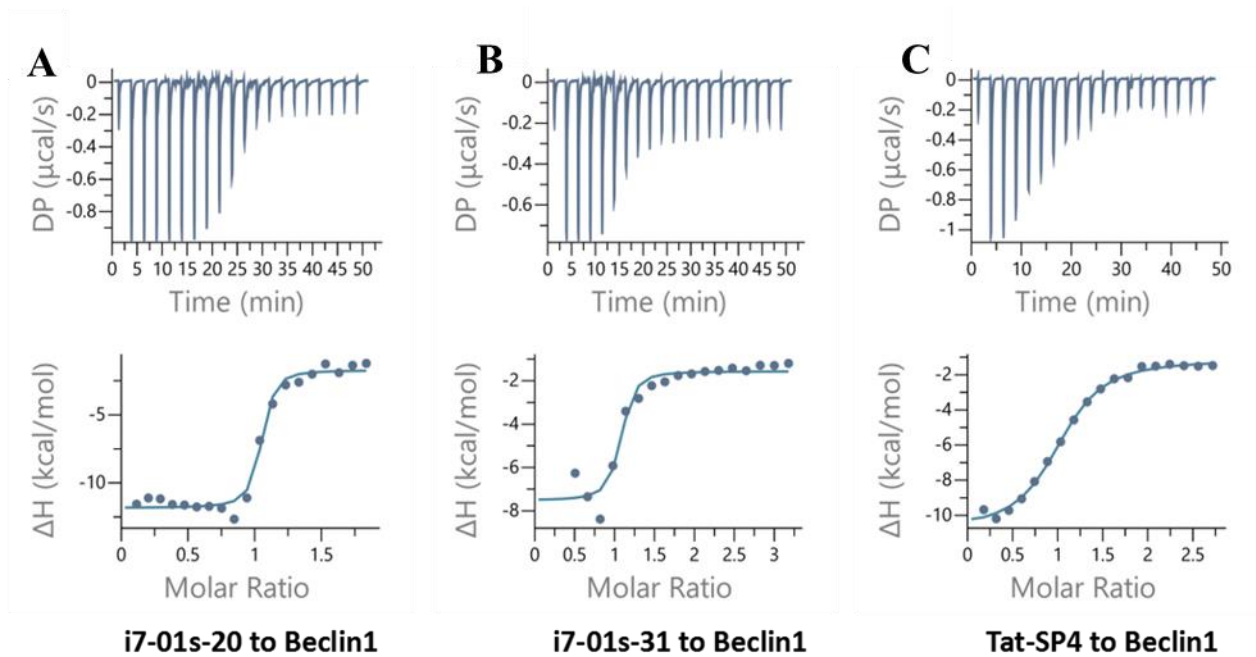 A
B
C
0
-0.2
-0.4
-0.6
-0.8
DP (μcal/s)
0 5 10 15 20 25 30 35 40 45 50
Time (min)
0
-0.2
-0.4
-0.6
DP (μcal/s)
0 5 10 15 20 25 30 35 40 45 50
Time (min)
0
-0.2
-0.4
-0.6
-0.8
-1
DP (μcal/s)
0 10 20 30 40 50
Time (min)
-5
-10
ΔH (kcal/mol)
0 0.5 1 1.5
Molar Ratio
-2
-4
-6
-8
ΔH (kcal/mol)
0 0.5 1 1.5 2 2.5 3
Molar Ratio
-2
-4
-6
-8
-10
ΔH (kcal/mol)
0 0.5 1 1.5 2 2.5
Molar Ratio
i7-01s-20 to Beclin1
i7-01s-31 to Beclin1
Tat-SP4 to Beclin1